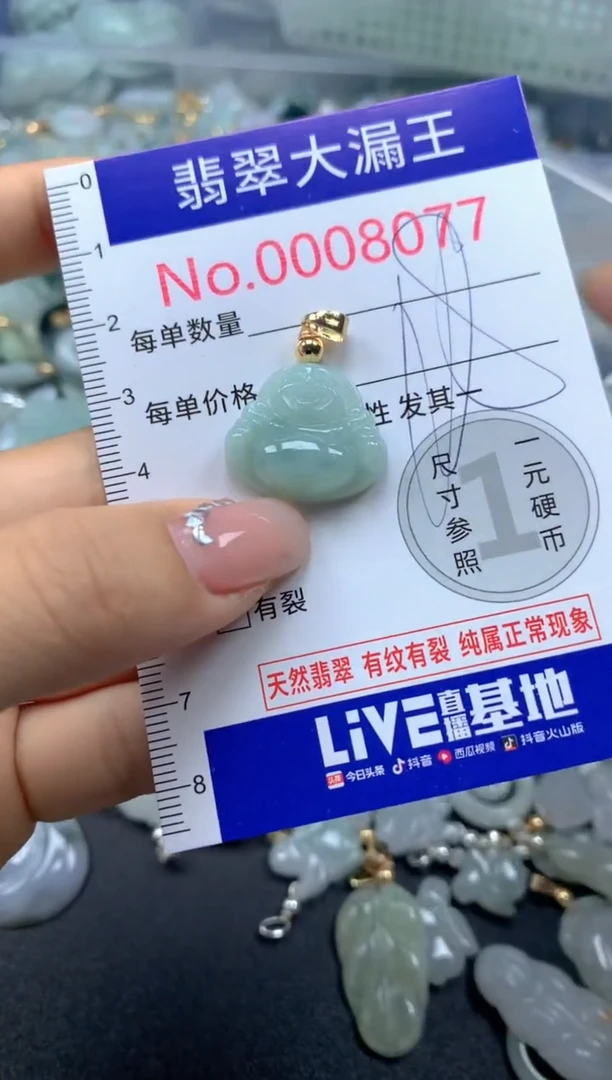 翡翠大漏王
No.0008077
0
1
2
3
4
7
8
每单数量
每单价格
性 发其一
一元硬币
尺寸参照
1
有裂
天然翡翠 有纹有裂 纯属正常现象
LiVE直播基地
头条 今日头条 抖音 西瓜视频 抖音火山版